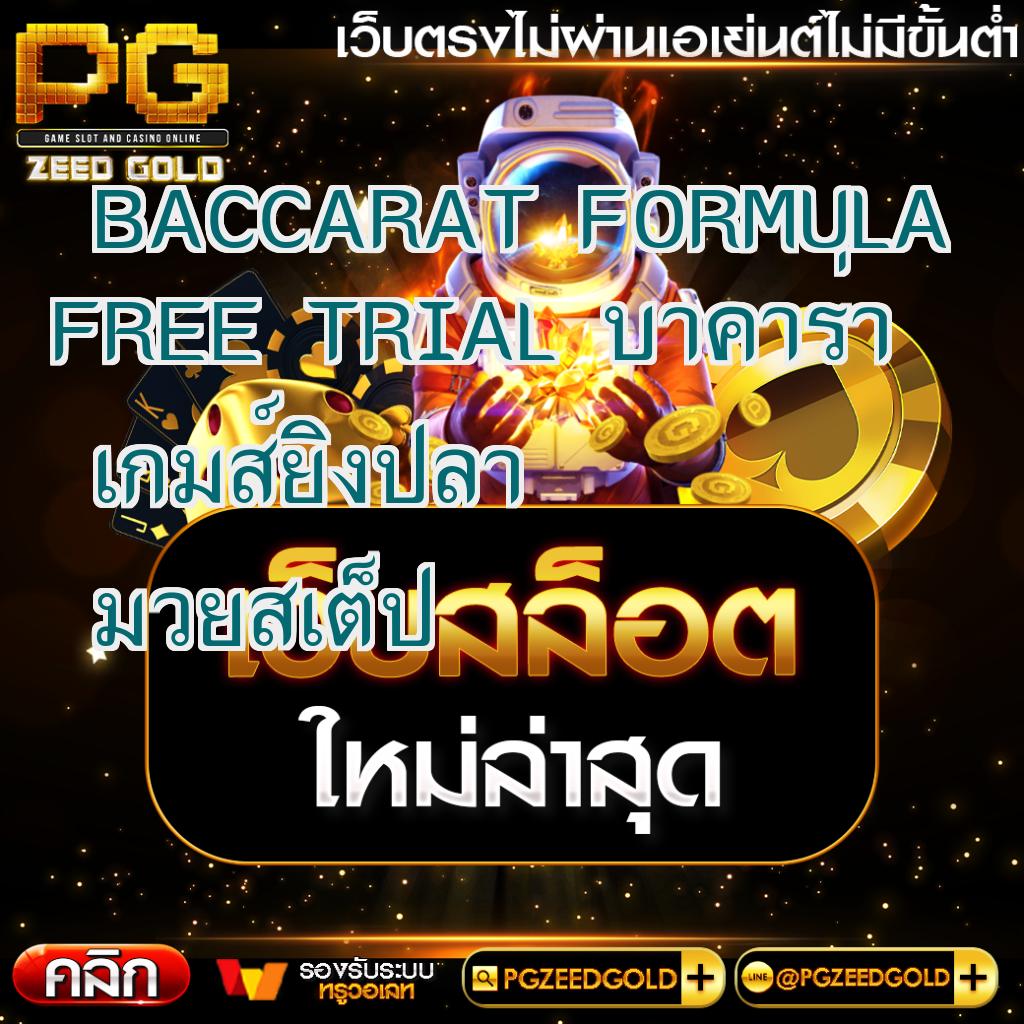 เว็บตรงไม่ผ่านเอเย่นต์ไม่มีขั้นต่ำ
PG
GAME SLOT AND CASINO ONLINE
ZEED GOLD
BACCARAT FORMULA
FREE TRIAL บาคารา
เกมส์ยิงปลา
มวยสเต็ป
เว็บสล็อต
ใหม่ล่าสุด
คลิก
รองรับระบบ
ทรูวอเลท
PGZEEDGOLD +
LINE @PGZEEDGOLD +